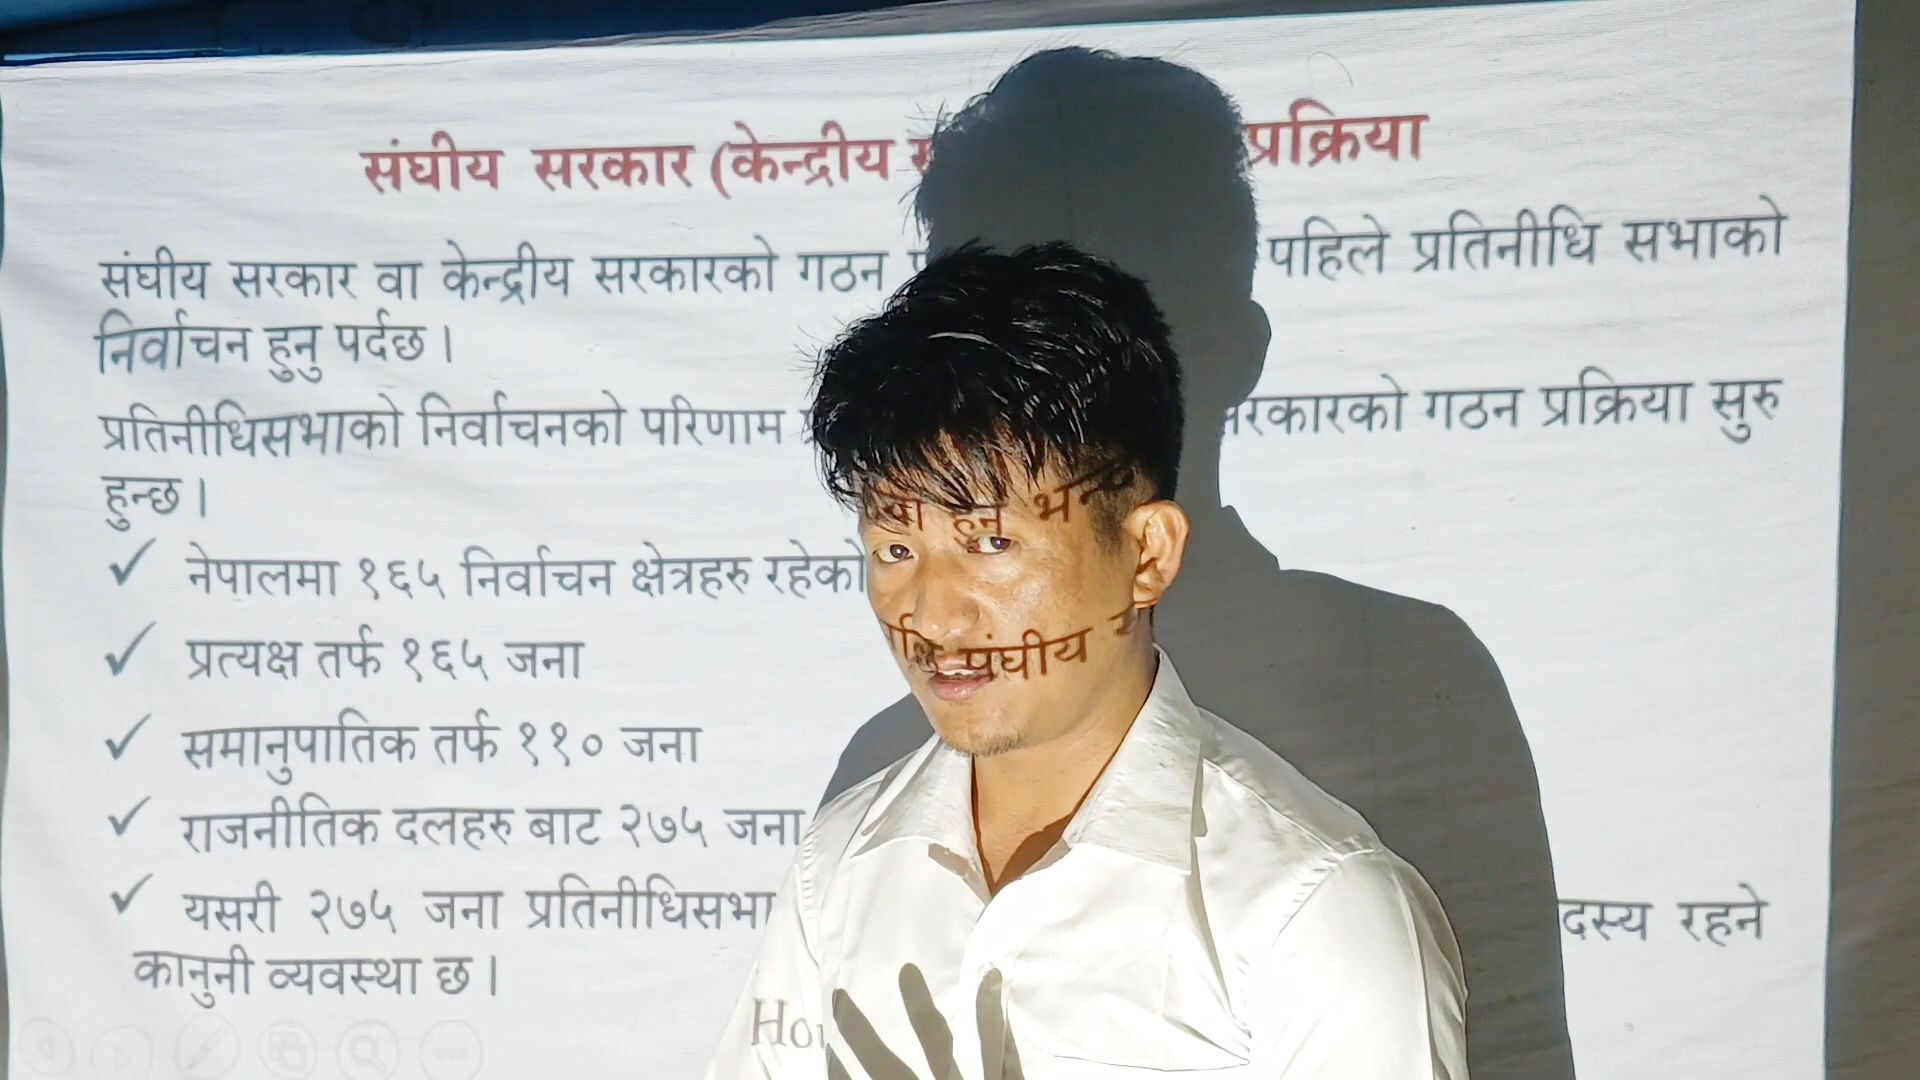 संघीय सरकार (केन्द्रीय प्रक्रिया
संघीय सरकार वा केन्द्रीय सरकारको गठन पहिले प्रतिनीधि सभाको
निर्वाचन हुनु पर्दछ।
प्रतिनीधिसभाको निर्वाचनको परिणाम सरकारको गठन प्रक्रिया सुरु
हुन्छ।
✓ नेपालमा १६५ निर्वाचन क्षेत्रहरु रहेको
✓ प्रत्यक्ष तर्फ १६५ जना
संघीय
✓ समानुपातिक तर्फ ११० जना
✓ राजनीतिक दलहरु बाट २७५ जना
✓ यसरी २७५ जना प्रतिनीधिसभा दस्य रहने
कानुनी व्यवस्था छ।